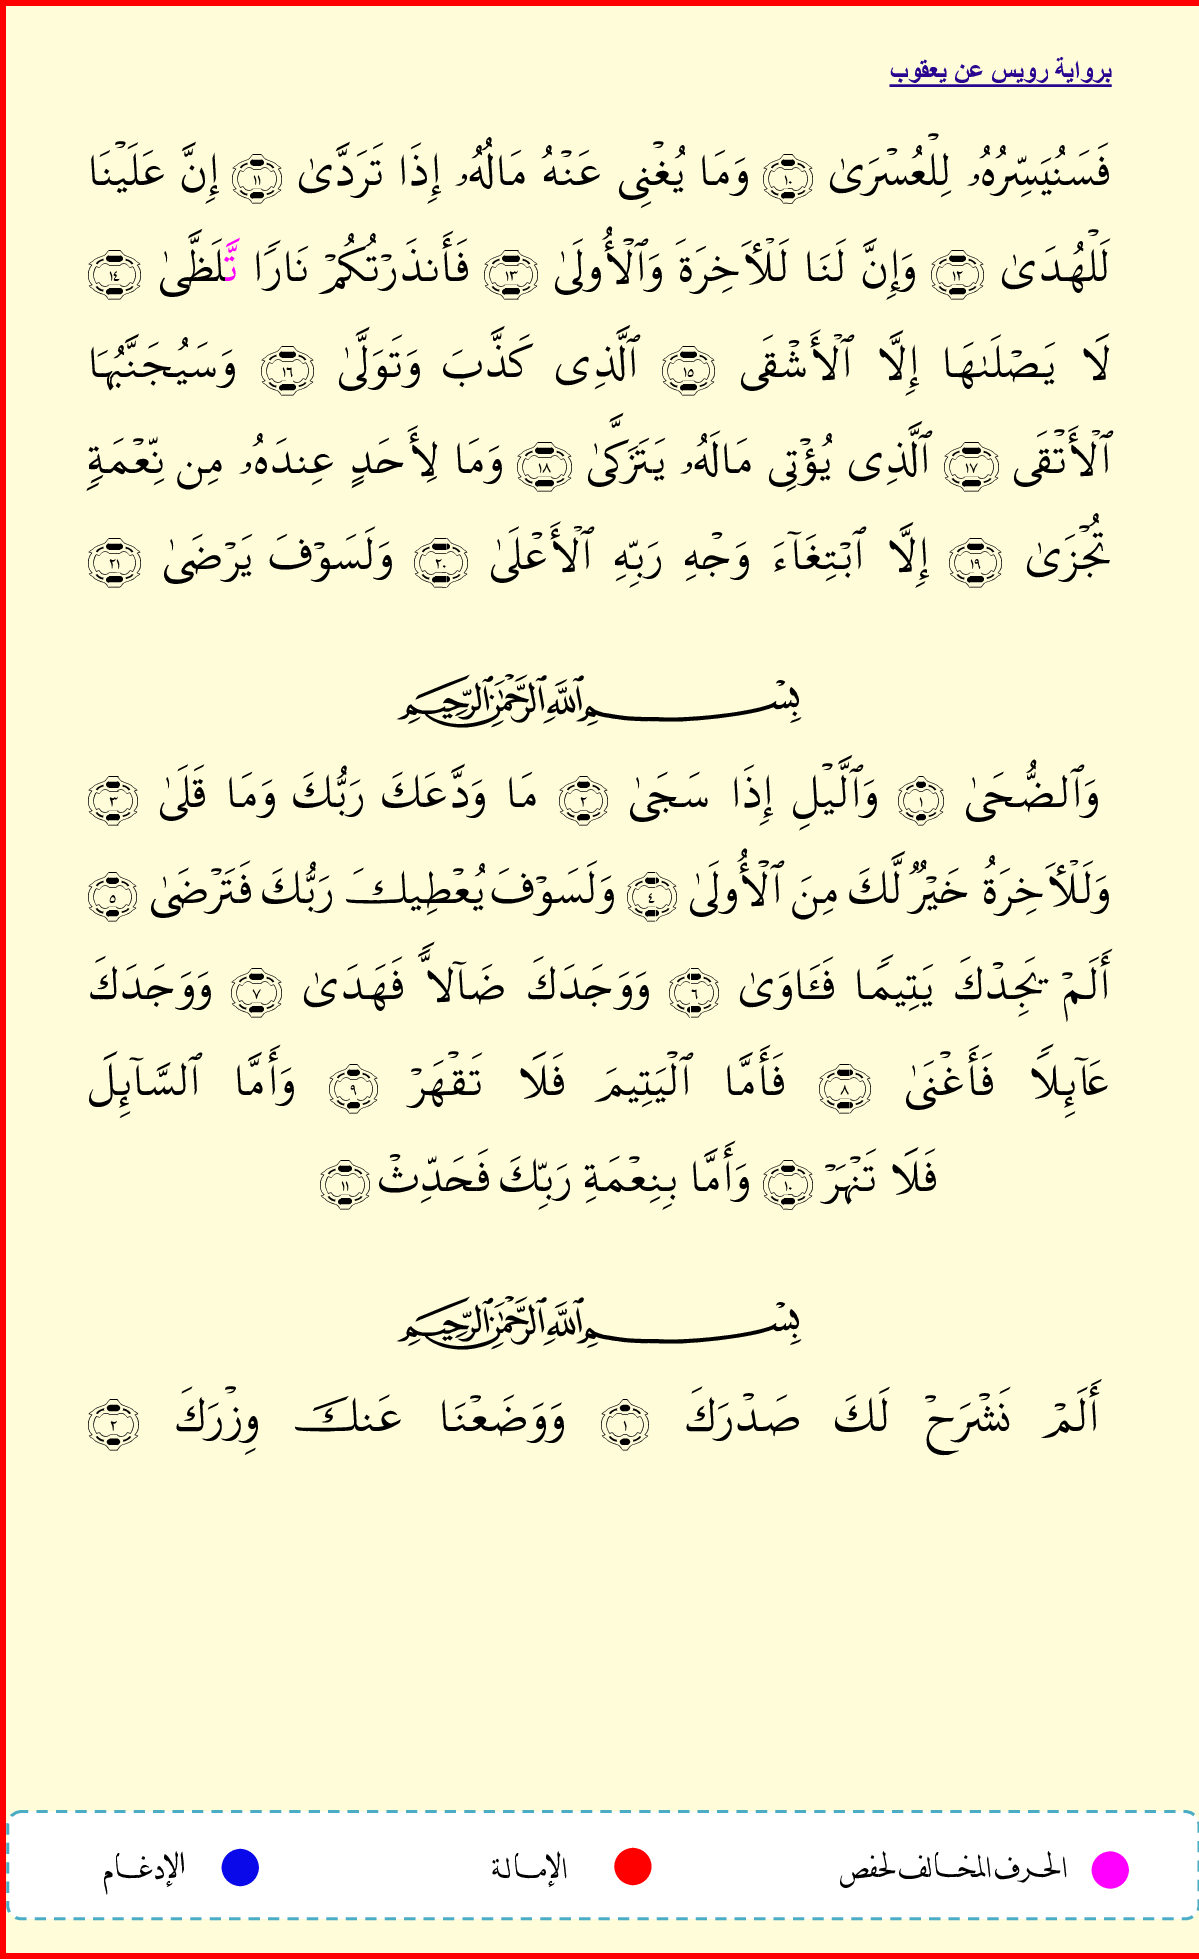 برواية رويس عن يعقوب
فَسَنُيَسِّرُهُۥ لِلۡعُسۡرَىٰ ١٠ وَمَا يُغۡنِي عَنۡهُ مَالُهُۥٓ إِذَا تَرَدَّىٰٓ ١١ إِنَّ عَلَيۡنَا
لَلۡهُدَىٰ ١٢ وَإِنَّ لَنَا لَلۡأٓخِرَةَ وَٱلۡأُولَىٰ ١٣ فَأَنذَرۡتُكُمۡ نَارٗا تَّلَظَّىٰ ١٤
لَا يَصۡلَىٰهَا إِلَّا ٱلۡأَشۡقَى ١٥ ٱلَّذِي كَذَّبَ وَتَوَلَّىٰ ١٦ وَسَيُجَنَّبُهَا
ٱلۡأَتۡقَى ١٧ ٱلَّذِي يُؤۡتِي مَالَهُۥ يَتَزَكَّىٰ ١٨ وَمَا لِأَحَدٍ عِندَهُۥ مِن نِّعۡمَةٖ
تُجۡزَىٰ ١٩ إِلَّا ٱبۡتِغَآءَ وَجۡهِ رَبِّهِ ٱلۡأَعۡلَىٰ ٢٠ وَلَسَوۡفَ يَرۡضَىٰ ٢١
بِسۡمِ ٱللَّهِ ٱلرَّحۡمَٰنِ ٱلرَّحِيمِ
وَٱلضُّحَىٰ ١ وَٱلَّيۡلِ إِذَا سَجَىٰ ٢ مَا وَدَّعَكَ رَبُّكَ وَمَا قَلَىٰ ٣
وَلَلۡأٓخِرَةُ خَيۡرٞ لَّكَ مِنَ ٱلۡأُولَىٰ ٤ وَلَسَوۡفَ يُعۡطِيكَ رَبُّكَ فَتَرۡضَىٰ ٥
أَلَمۡ يَجِدۡكَ يَتِيمٗا فَـَٔاوَىٰ ٦ وَوَجَدَكَ ضَآلّٗا فَهَدَىٰ ٧ وَوَجَدَكَ
عَآئِلٗا فَأَغۡنَىٰ ٨ فَأَمَّا ٱلۡيَتِيمَ فَلَا تَقۡهَرۡ ٩ وَأَمَّا ٱلسَّآئِلَ
فَلَا تَنۡهَرۡ ١٠ وَأَمَّا بِنِعۡمَةِ رَبِّكَ فَحَدِّثۡ ١١
بِسۡمِ ٱللَّهِ ٱلرَّحۡمَٰنِ ٱلرَّحِيمِ
أَلَمۡ نَشۡرَحۡ لَكَ صَدۡرَكَ ١ وَوَضَعۡنَا عَنكَ وِزۡرَكَ ٢
الحرف المخالف لحفص الإمالة الإدغام